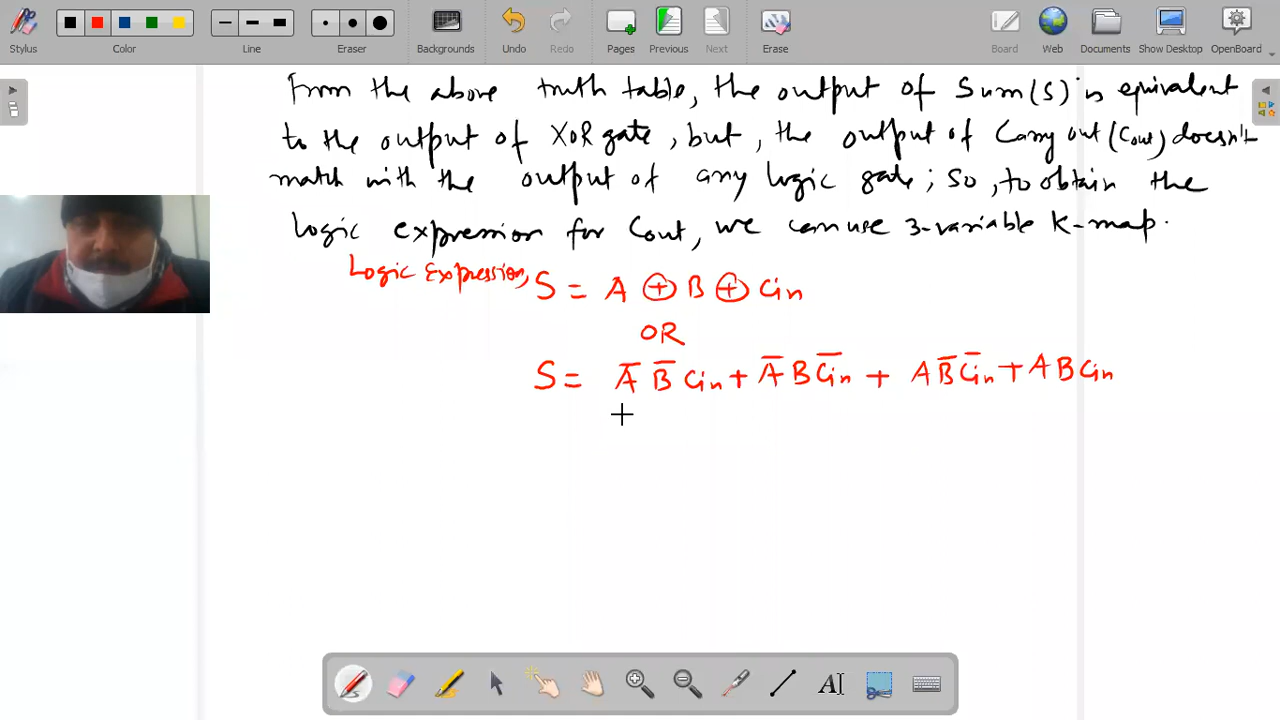 Stylus Color Line Eraser Backgrounds Undo Redo Pages Previous Next Erase Board Web Documents Show Desktop OpenBoard
From the above truth table, the output of Sum(S) is equivalent
to the output of XOR gate, but, the output of Carry out (Cout) doesn't
match with the output of any logic gate; So, to obtain the
Logic expression for Cout, we can use 3-variable K-map.
Logic Expression, S = A ⊕ B ⊕ Cin
OR
S = A̅ B̅ Cin + A̅ B C̅i̅n̅ + A B̅ C̅i̅n̅ + A B Cin